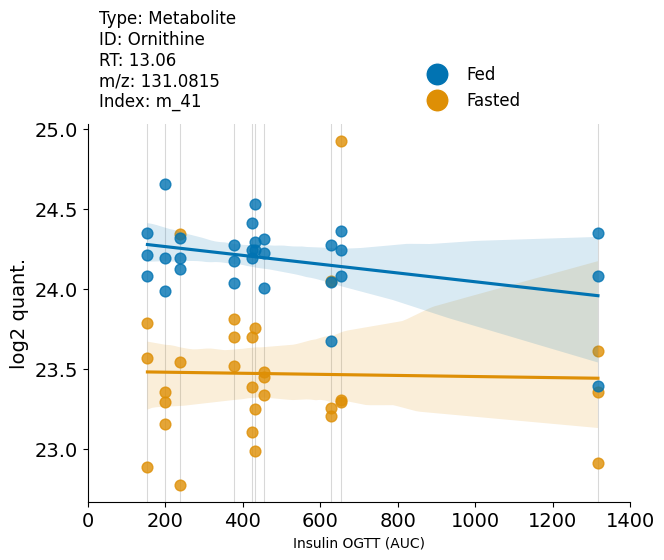 Type: Metabolite
ID: Ornithine
RT: 13.06
m/z: 131.0815
Index: m_41
Fed
Fasted
25.0
24.5
24.0
23.5
23.0
log2 quant.
0 200 400 600 800 1000 1200 1400
Insulin OGTT (AUC)